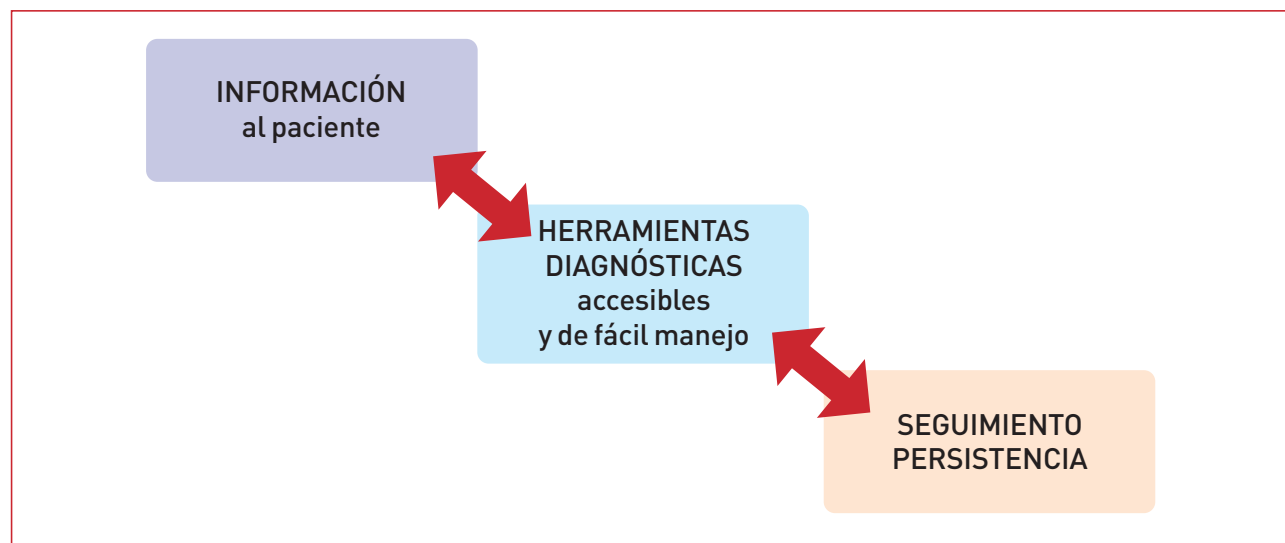 INFORMACIÓN
al paciente
HERRAMIENTAS
DIAGNÓSTICAS
accesibles
y de fácil manejo
SEGUIMIENTO
PERSISTENCIA